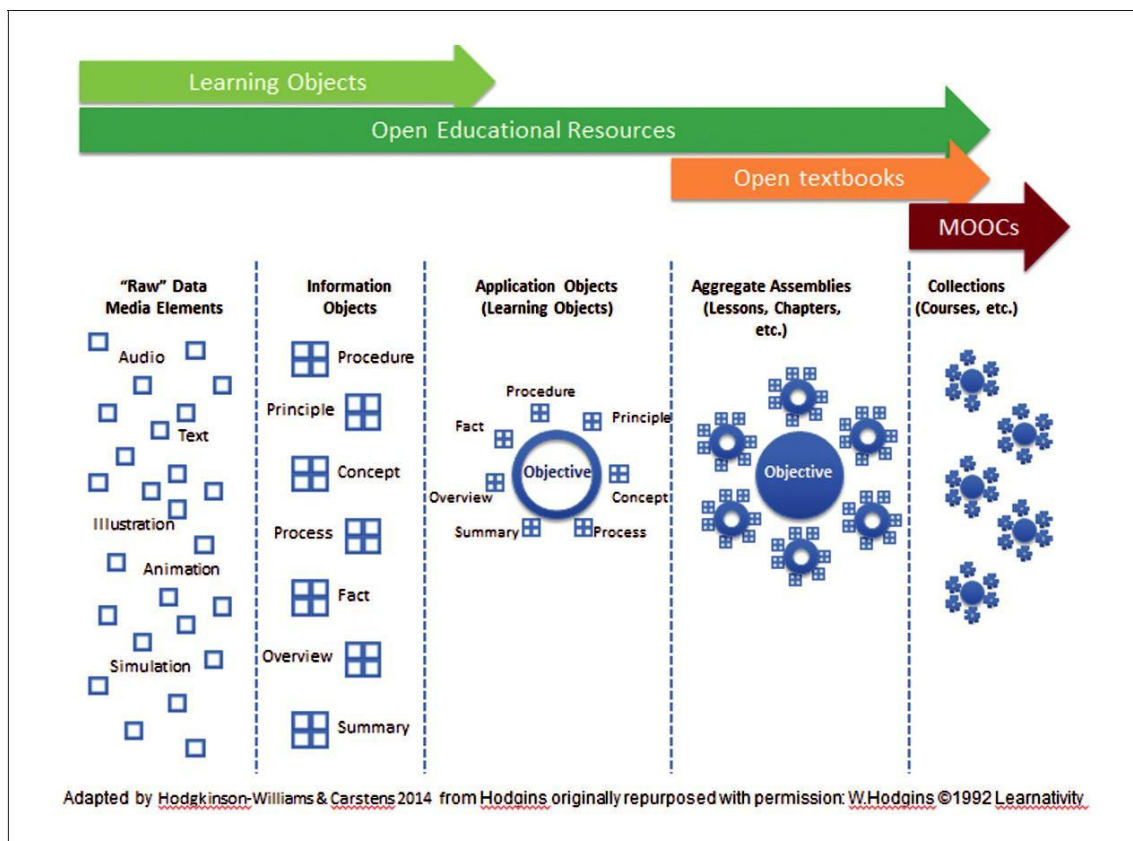 Learning Objects
Open Educational Resources
Open textbooks
MOOCs
“Raw” Data
Media Elements
Information
Objects
Application Objects
(Learning Objects)
Aggregate Assemblies
(Lessons, Chapters,
etc.)
Collections
(Courses, etc.)
Audio
Text
Illustration
Animation
Simulation
Procedure
Principle
Concept
Process
Fact
Overview
Summary
Procedure
Principle
Fact
Objective
Overview
Concept
Summary
Process
Objective
Adapted by Hodgkinson-Williams & Carstens 2014 from Hodgins originally repurposed with permission: W.Hodgins ©1992 Learnativity